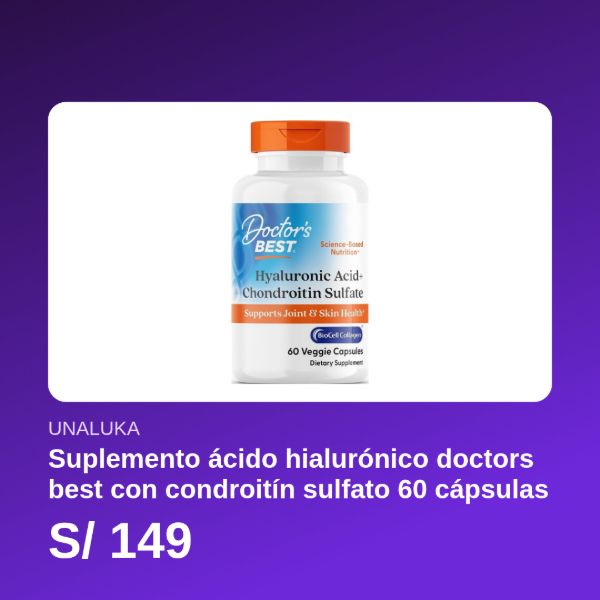 Doctor's
BEST
Science-Based
Nutrition
Hyaluronic Acid+
Chondroitin Sulfate
Supports Joint & Skin Health
BioCell Collagen
60 Veggie Capsules
Dietary Supplement
UNALUKA
Suplemento ácido hialurónico doctors
best con condroitín sulfato 60 cápsulas
S/ 149